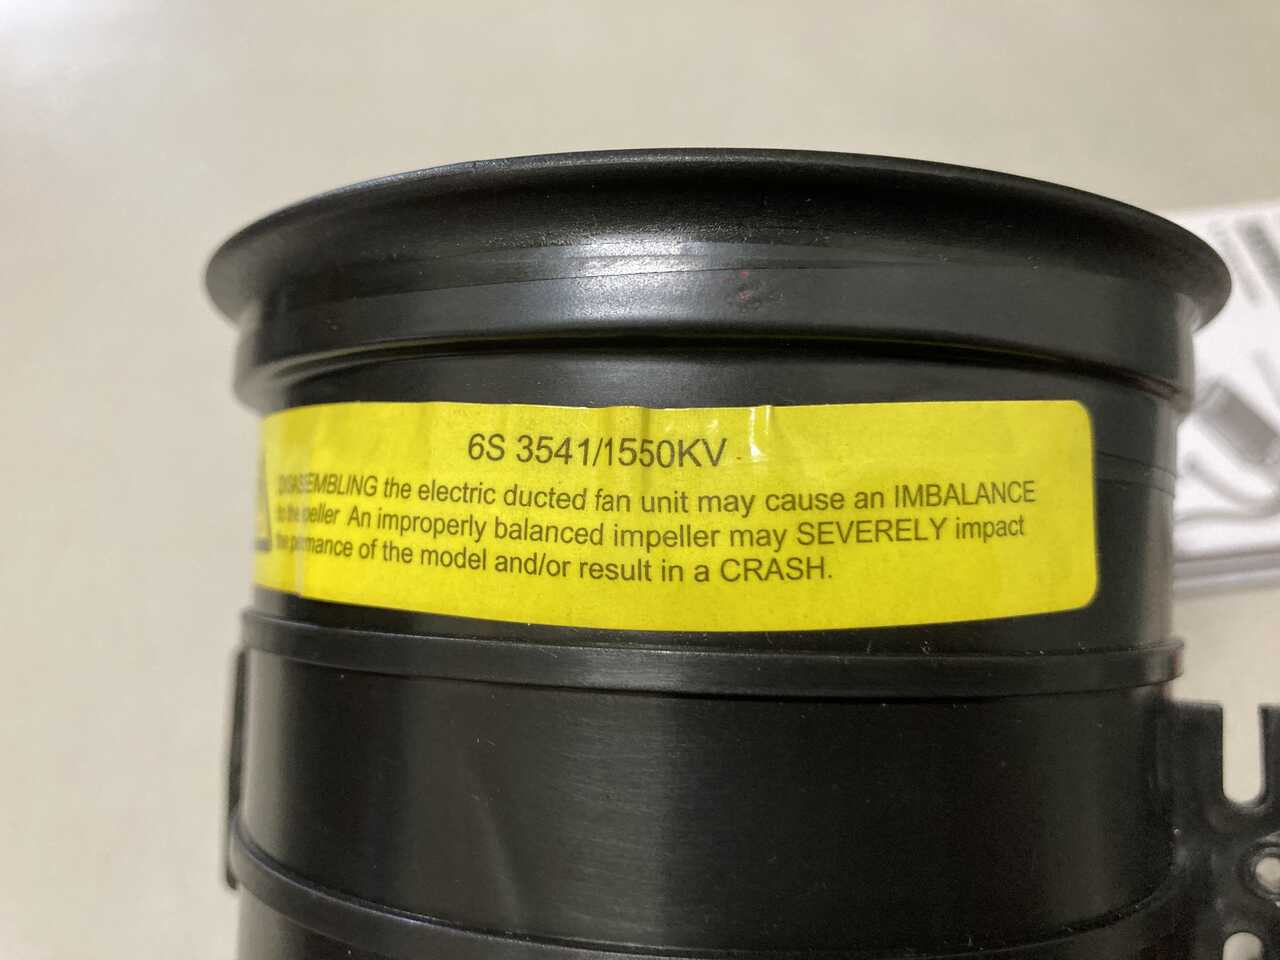 6S 3541/1550KV
DISASSEMBLING the electric ducted fan unit may cause an IMBALANCE
An improperly balanced impeller may SEVERELY impact
of the model and/or result in a CRASH.